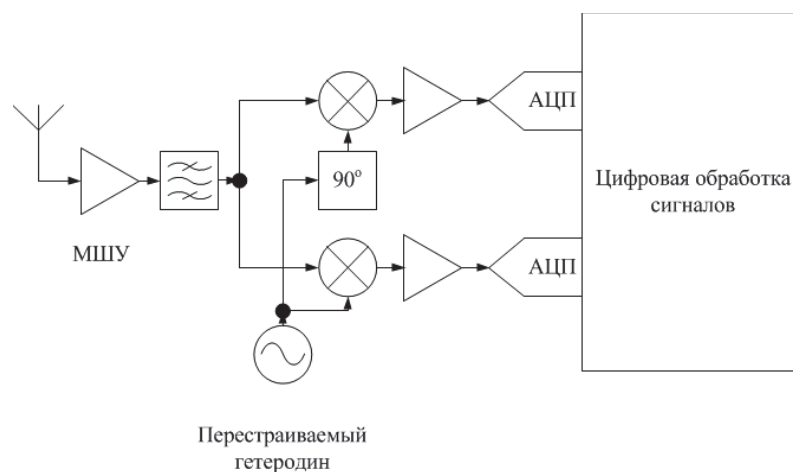 АЦП
90°
Цифровая обработка
сигналов
МШУ
АЦП
Перестраиваемый
гетеродин